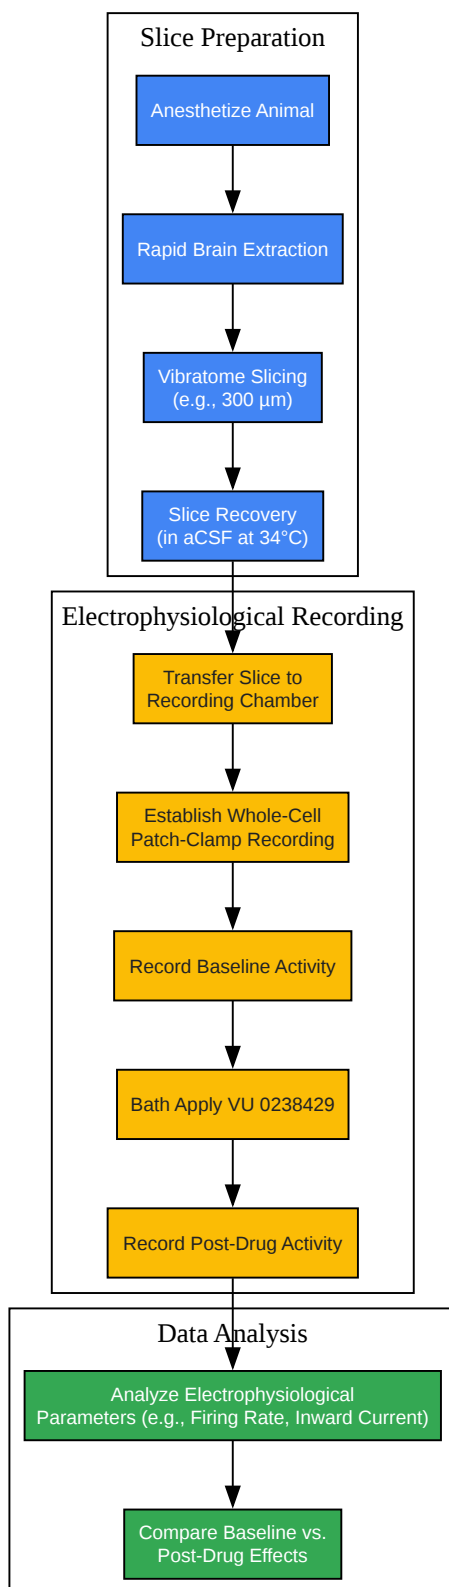 Slice Preparation
Anesthetize Animal
Rapid Brain Extraction
Vibratome Slicing
(e.g., 300 µm)
Slice Recovery
(in aCSF at 34°C)
Electrophysiological Recording
Transfer Slice to
Recording Chamber
Establish Whole-Cell
Patch-Clamp Recording
Record Baseline Activity
Bath Apply VU 0238429
Record Post-Drug Activity
Data Analysis
Analyze Electrophysiological
Parameters (e.g., Firing Rate, Inward Current)
Compare Baseline vs.
Post-Drug Effects